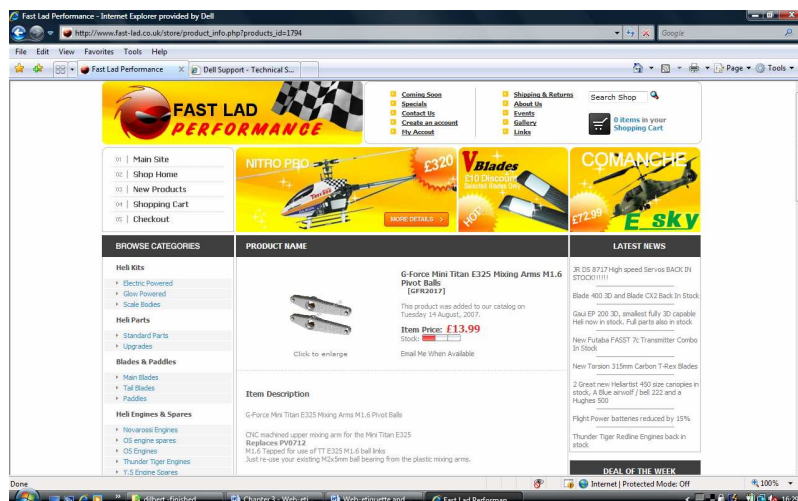 Fast Lad Performance - Internet Explorer provided by Dell
http://www.fast-lad.co.uk/store/product_info.php?products_id=1794
Google
File Edit View Favorites Tools Help
Fast Lad Performance
Dell Support - Technical S...
Page Tools
FAST LAD
PERFORMANCE
Coming Soon
Specials
Contact Us
Create an account
My Accout
Shipping & Returns
About Us
Events
Gallery
Links
Search Shop
0 items in your
Shopping Cart
01 | Main Site
02 | Shop Home
03 | New Products
04 | Shopping Cart
05 | Checkout
NITRO PRO
£320
MORE DETAILS >
VBlades
£10 Discount
Selected Blades Only
HOT
COMANCHE
£72.99
E_sky
BROWSE CATEGORIES
Heli Kits
Electric Powered
Glow Powered
Scale Bodies
Heli Parts
Standard Parts
Upgrades
Blades & Paddles
Main Blades
Tail Blades
Paddles
Heli Engines & Spares
Novarossi Engines
OS engine spares
OS Engines
Thunder Tiger Engines
Y.S Engine Spares
PRODUCT NAME
G-Force Mini Titan E325 Mixing Arms M1.6
Pivot Balls
[GFR2017]
This product was added to our catalog on
Tuesday 14 August, 2007.
Item Price: £13.99
Stock:
Click to enlarge
Email Me When Available
Item Description
G-Force Mini Titan E325 Mixing Arms M1.6 Pivot Balls
CNC machined upper mixing arm for the Mini Titan E325
Replaces PV0712
M1.6 Tapped for use of TT E325 M1.6 ball links
Just re-use your existing M2x5mm ball bearing from the plastic mixing arms.
LATEST NEWS
JR DS 8717 High speed Servos BACK IN
STOCK!!!!!!
Blade 400 3D and Blade CX2 Back In Stock
Gaui EP 200 3D, smallest fully 3D capable
Heli now in stock. Full parts also in stock
New Futaba FASST 7c Transmitter Combo
In Stock
New Torsion 315mm Carbon T-Rex Blades
2 Great new Heliartist 450 size canopies in
stock, A Blue airwolf / bell 222 and a
Hughes 500
Flight Power batteries reduced by 15%
Thunder Tiger Redline Engines back in
stock
DEAL OF THE WEEK
Done
Internet | Protected Mode: Off
100%
dilbert -finished
Chapter 3 - Web-eti...
Web-etiquette and ...
Fast Lad Performan...
16:29